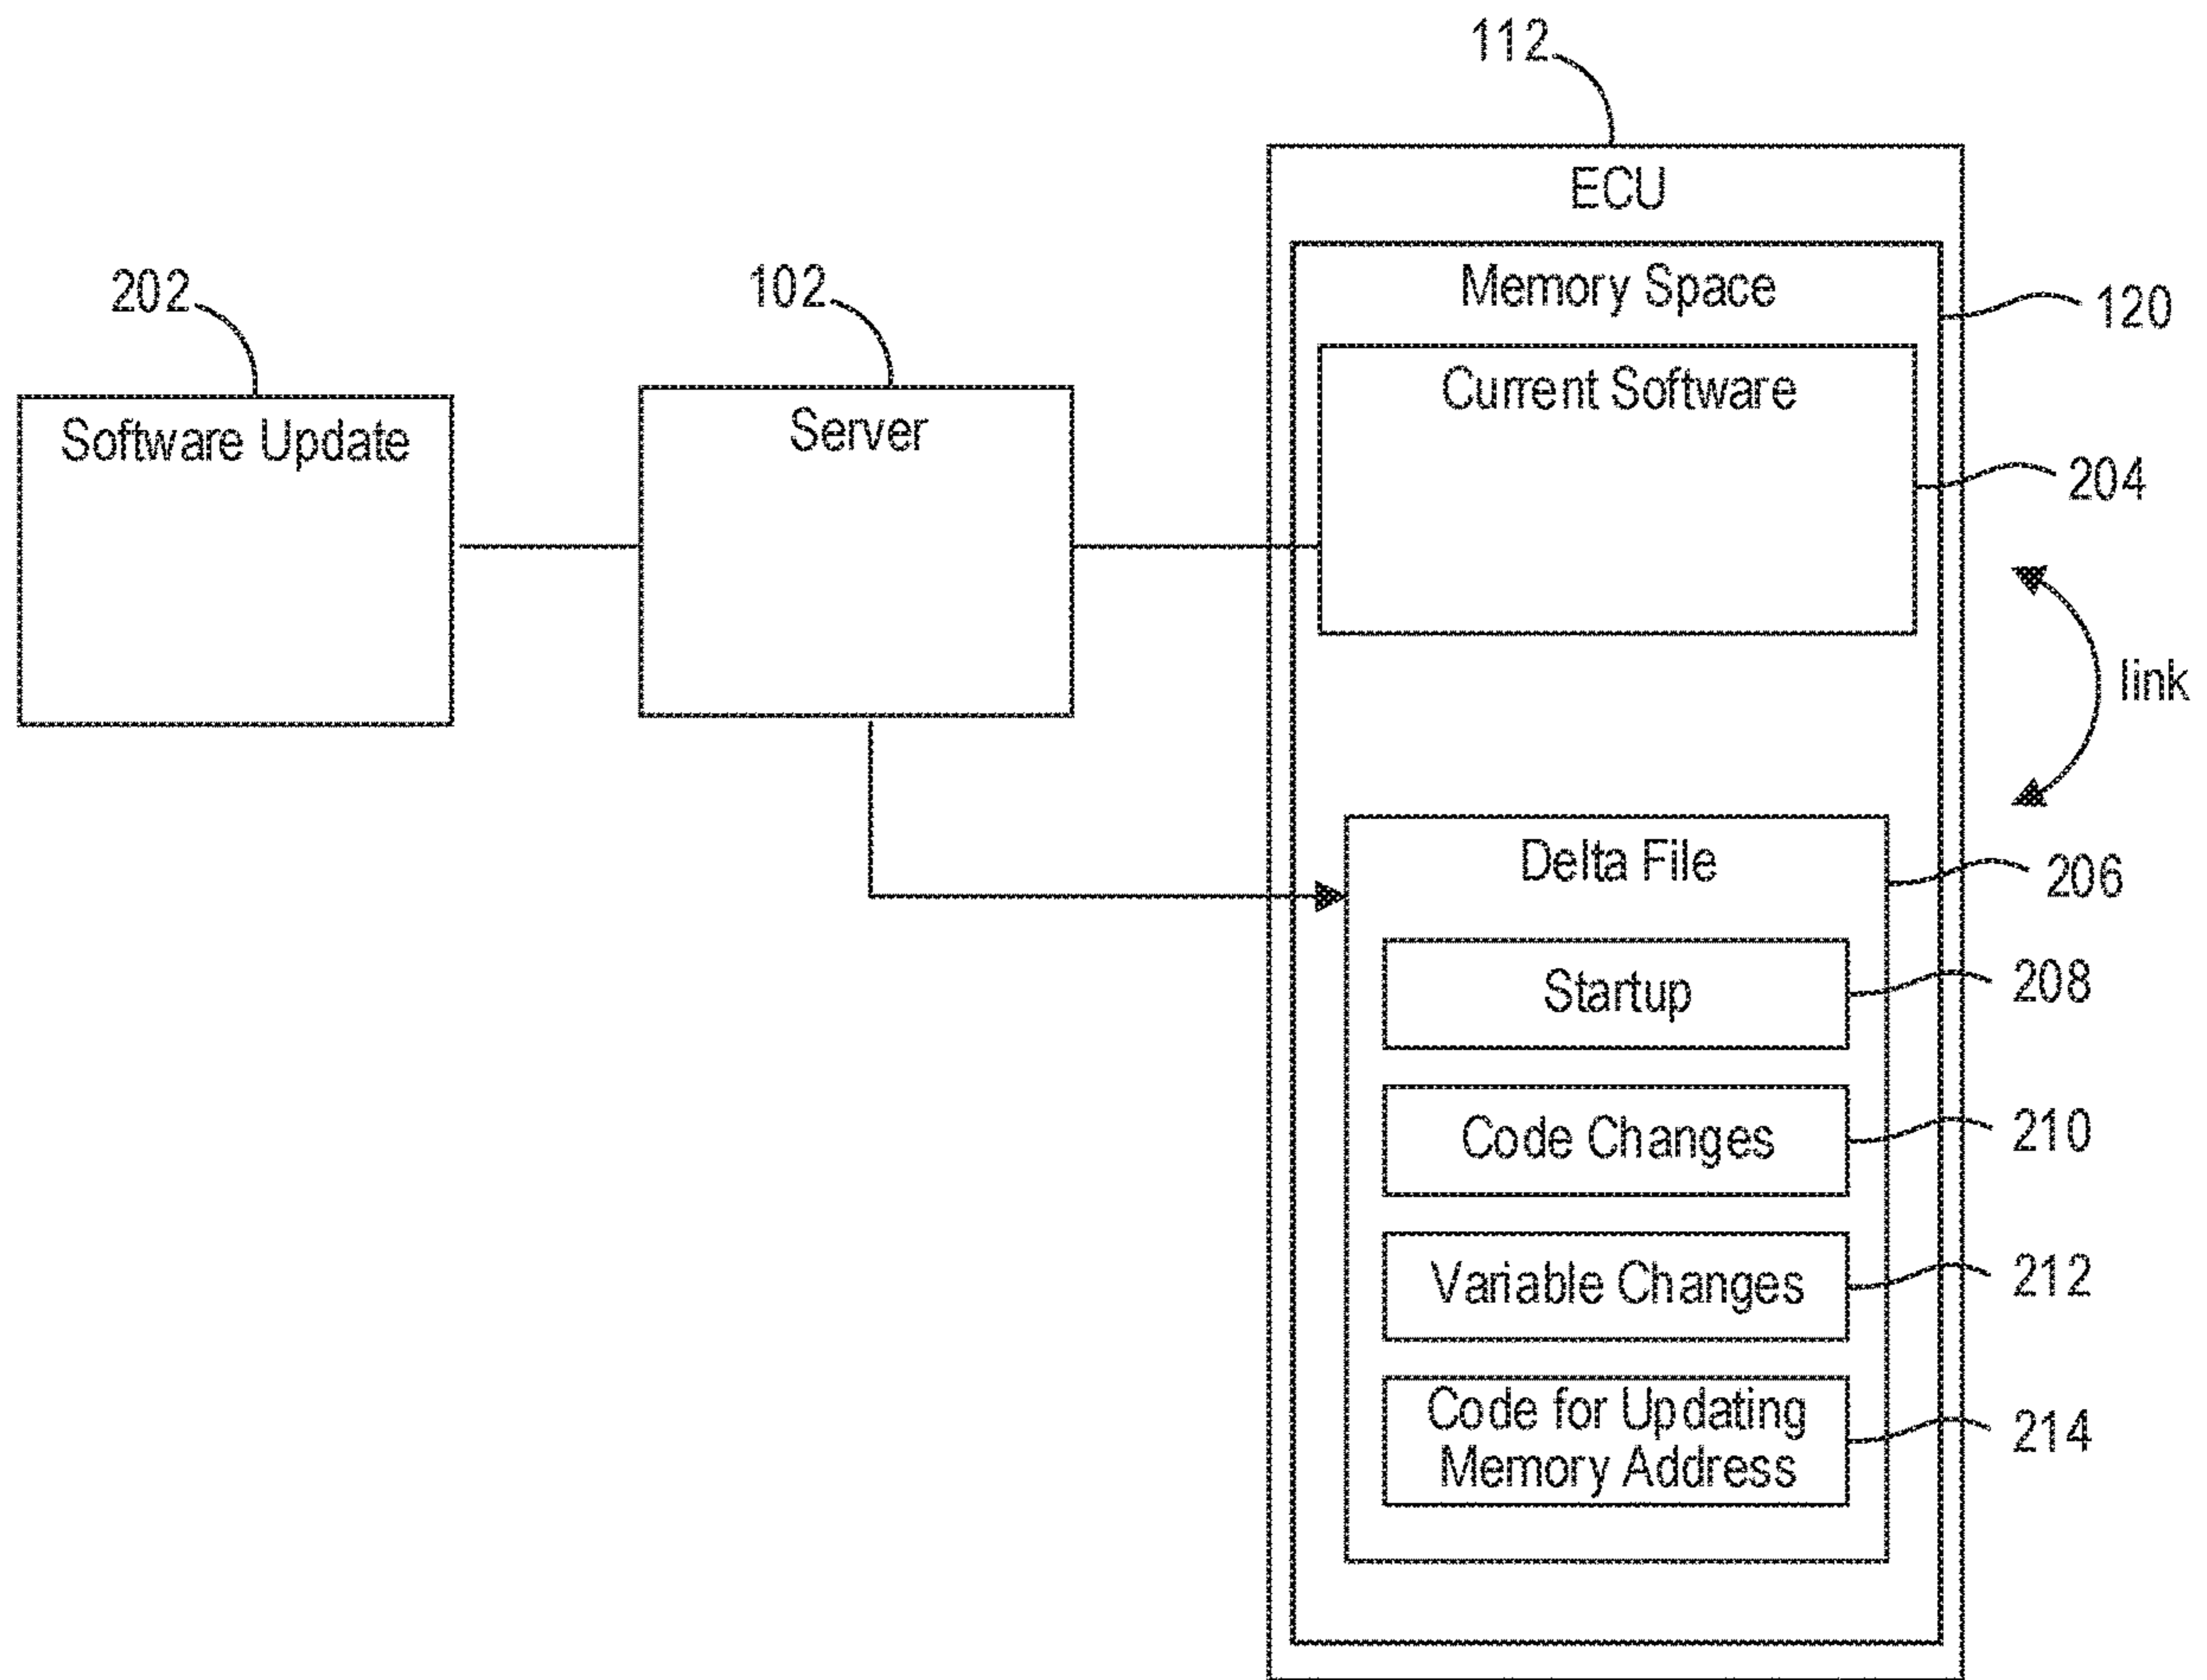 112
ECU
202
102
Memory Space
120
Software Update
Server
Current Software
204
link
Delta File
206
Startup
208
Code Changes
210
Variable Changes
212
Code for Updating
Memory Address
214